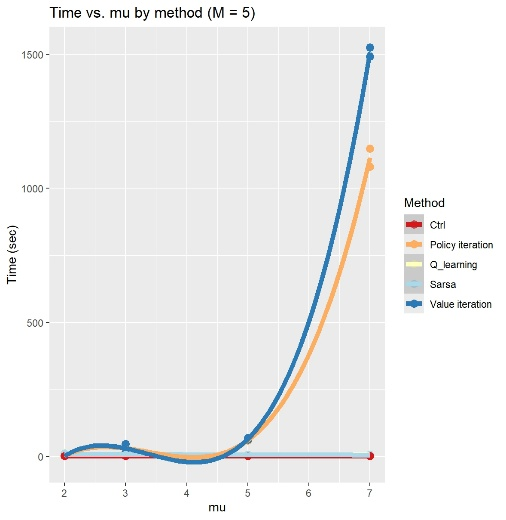 Time vs. mu by method (M = 5)
1500
1000
500
0
Time (sec)
2 3 4 5 6 7
mu
Method
Ctrl
Policy iteration
Q_learning
Sarsa
Value iteration